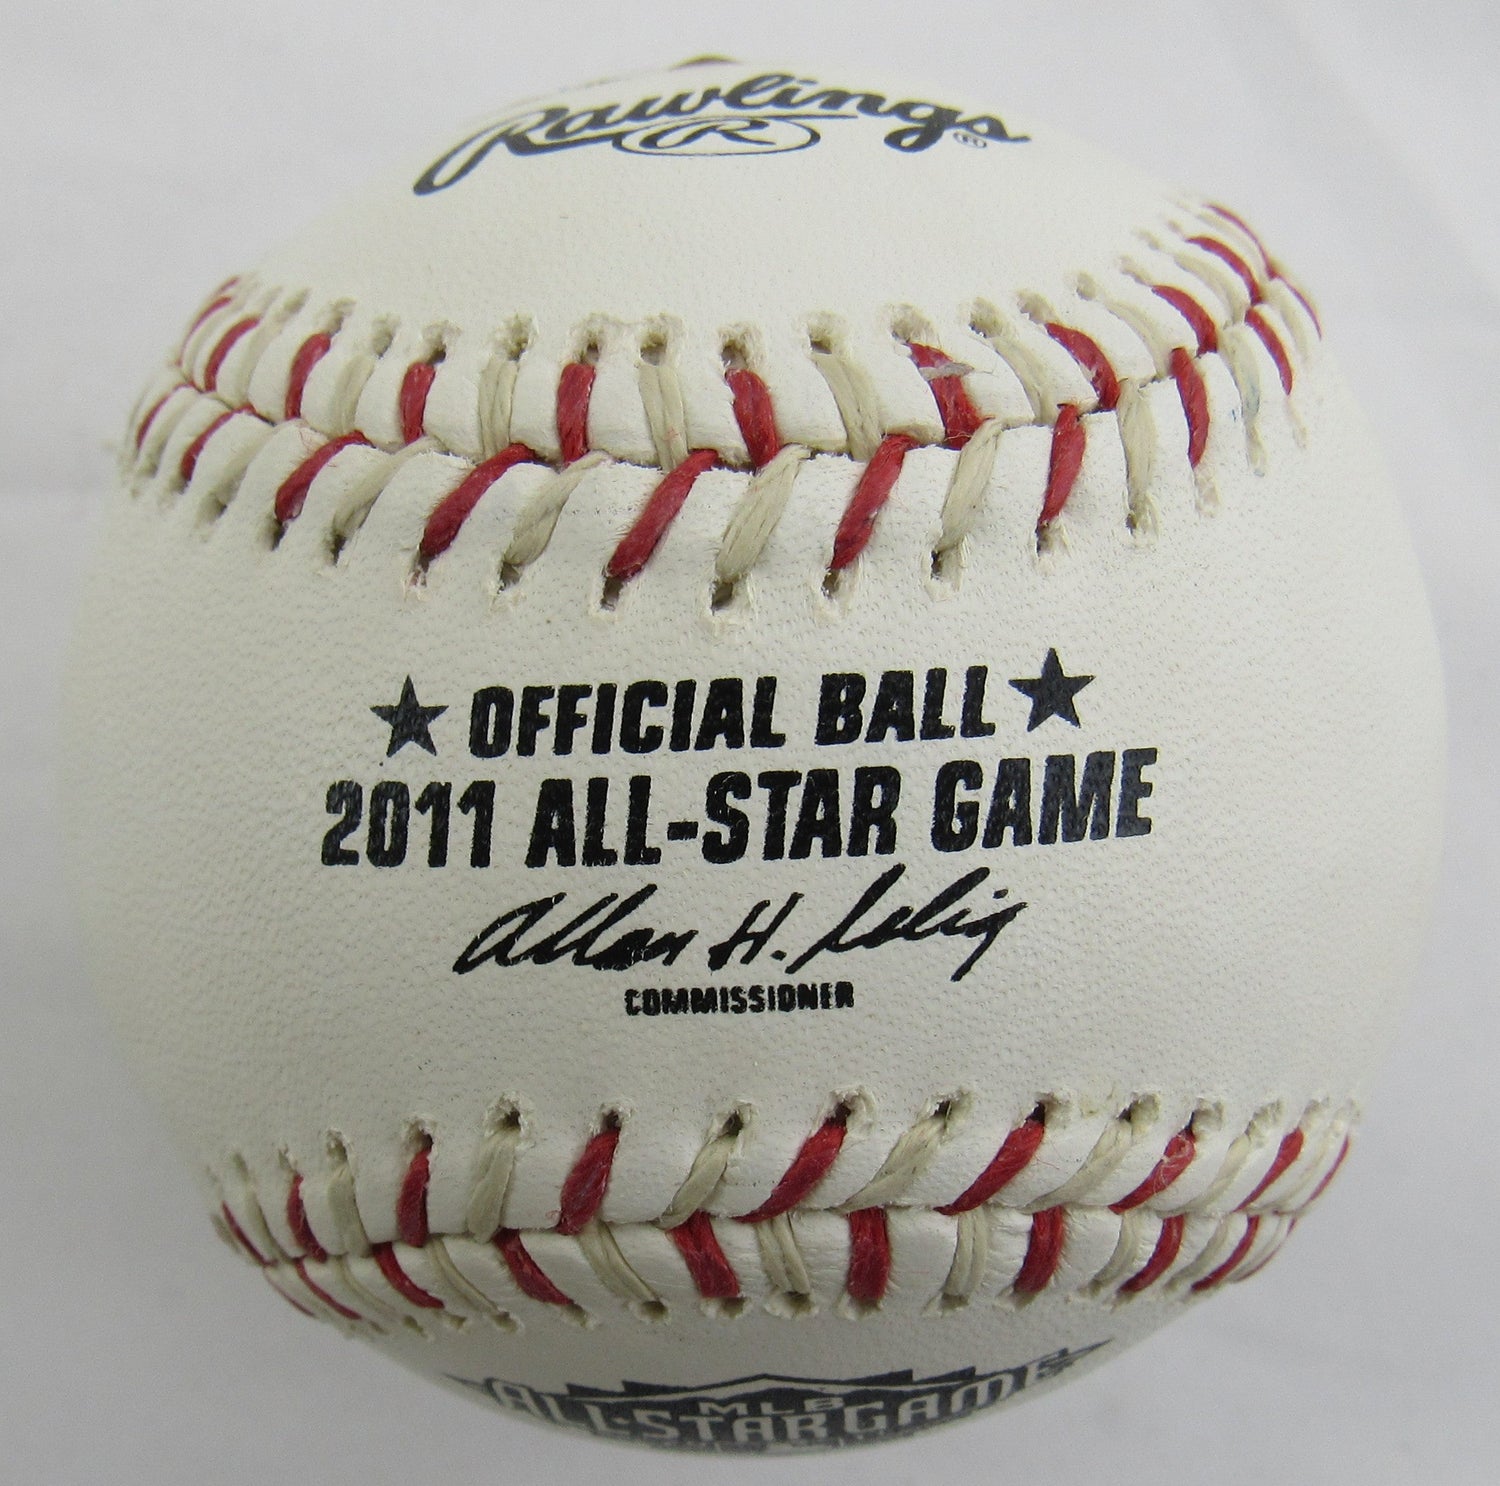 Rawlings
R
®
★ OFFICIAL BALL ★
2011 ALL-STAR GAME
Allan H. Selig
COMMISSIONER
MLB
ALL★STAR GAME